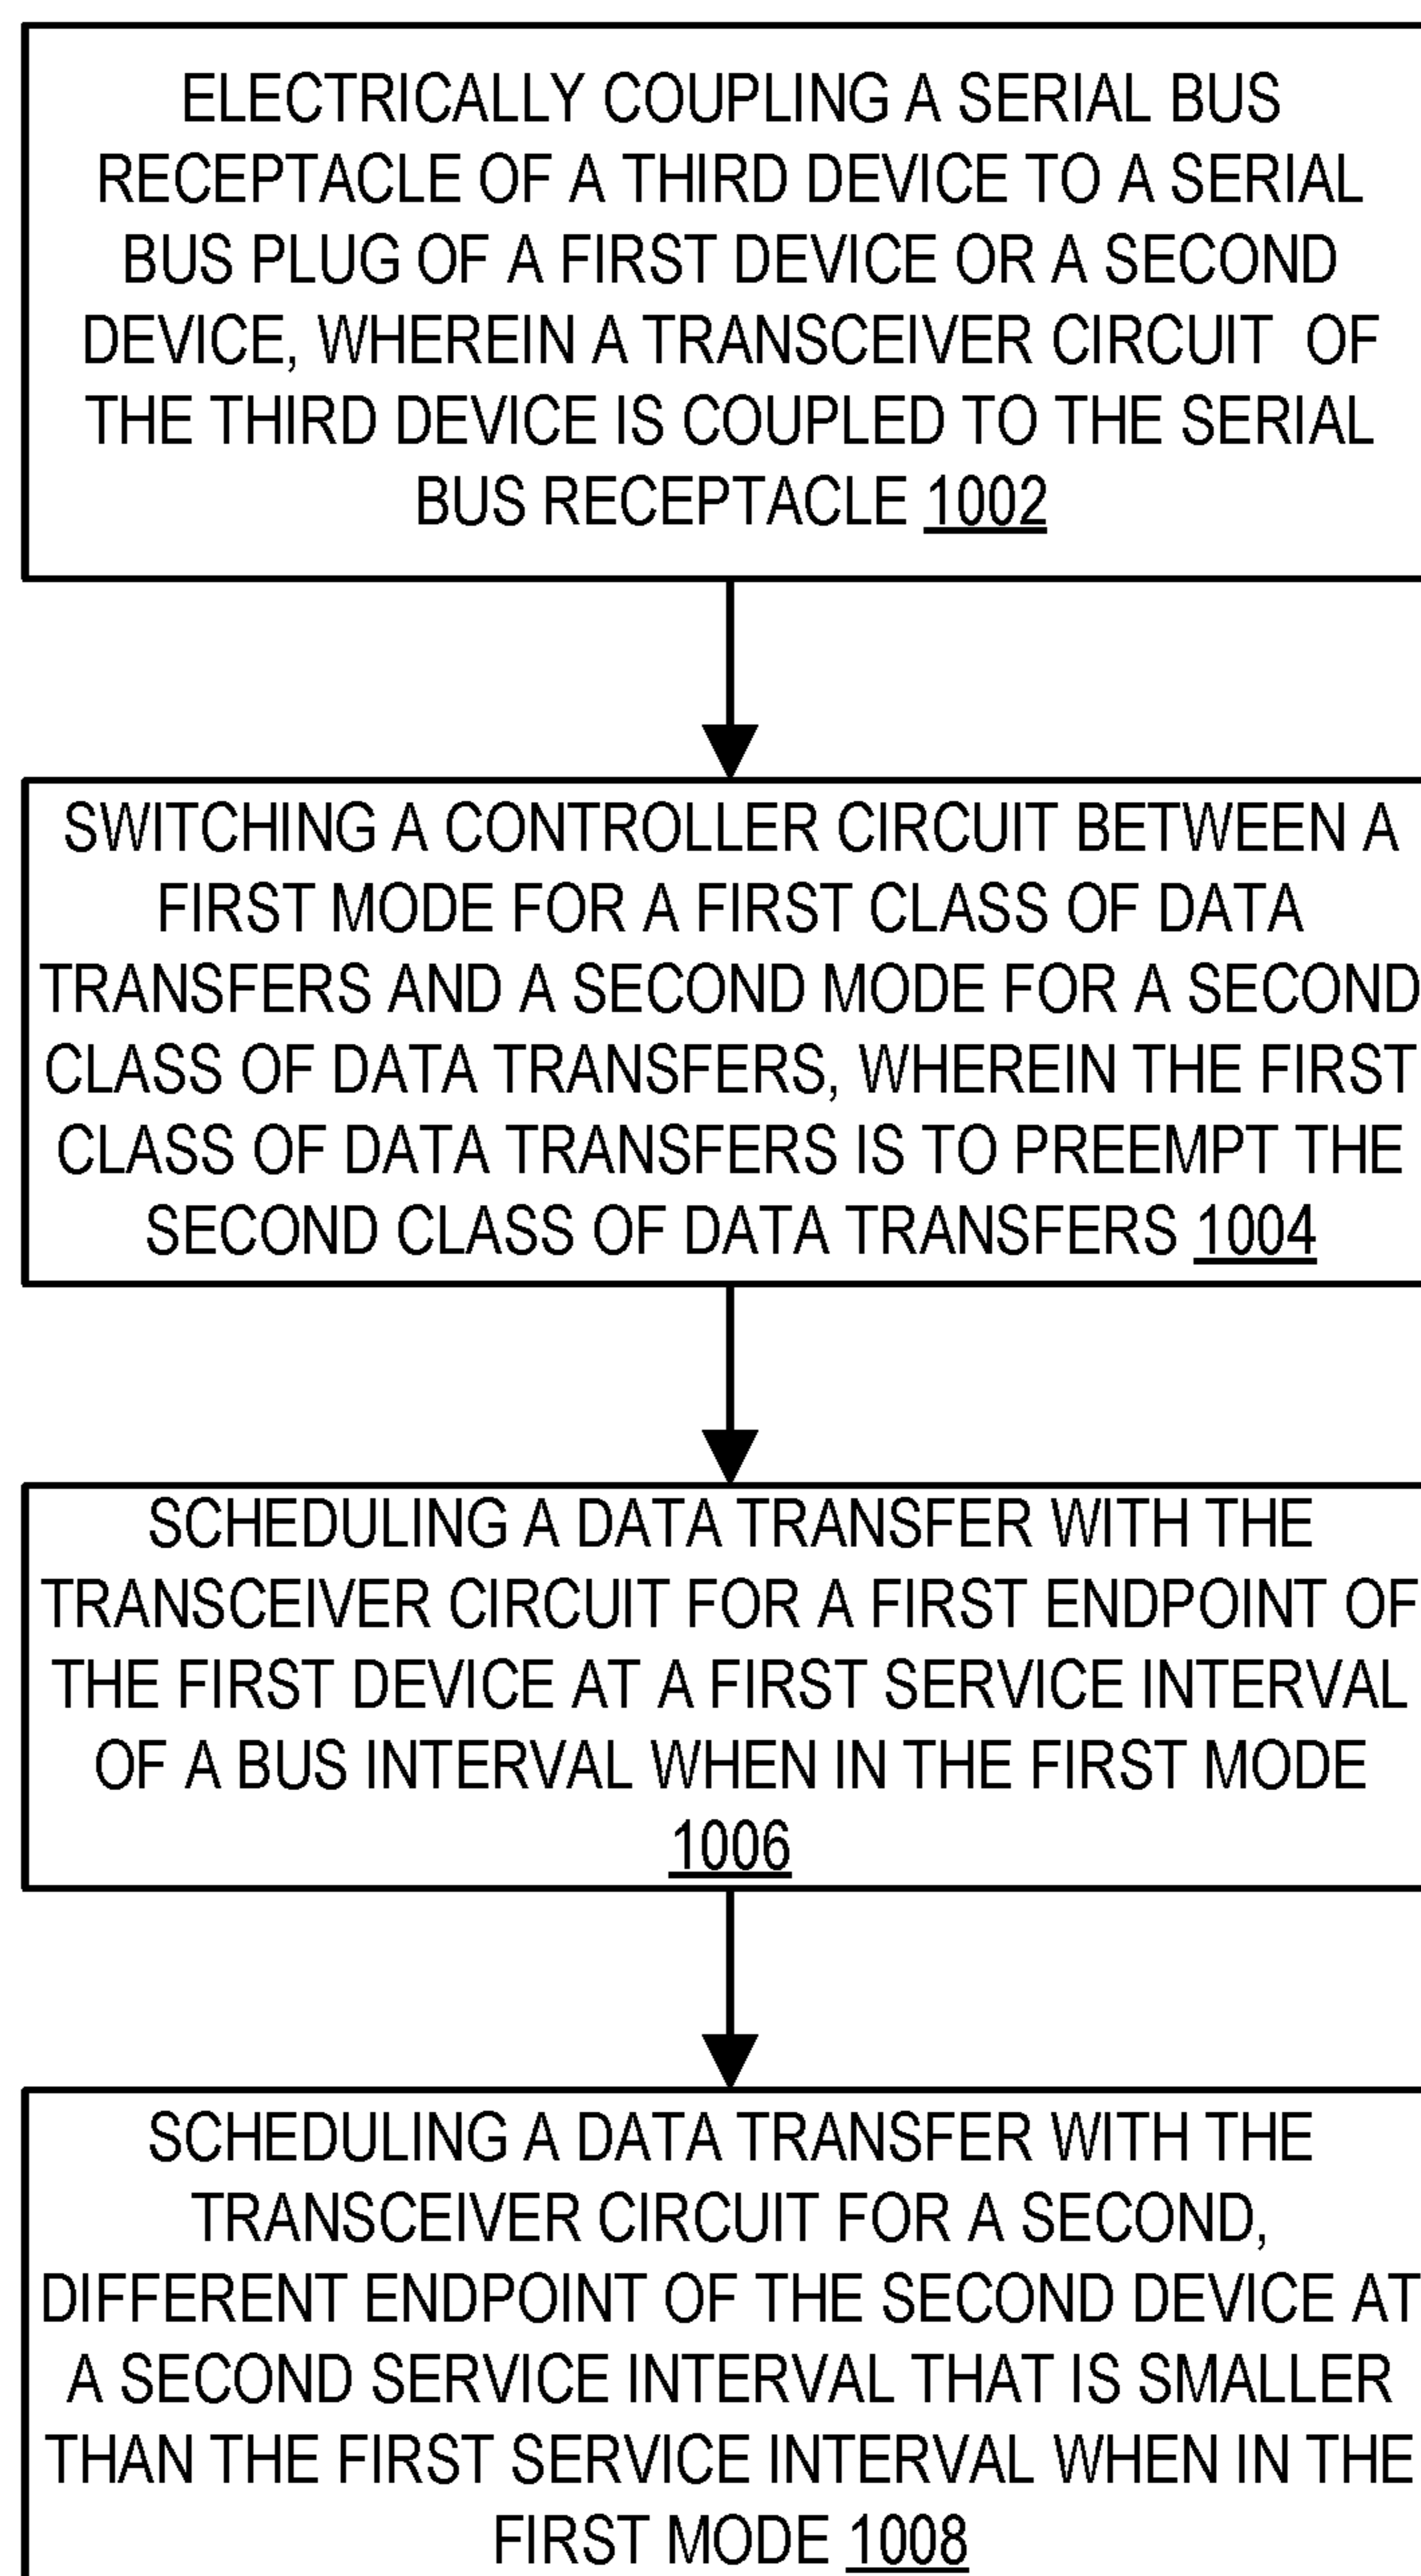 ELECTRICALLY COUPLING A SERIAL BUS
RECEPTACLE OF A THIRD DEVICE TO A SERIAL
BUS PLUG OF A FIRST DEVICE OR A SECOND
DEVICE, WHEREIN A TRANSCEIVER CIRCUIT OF
THE THIRD DEVICE IS COUPLED TO THE SERIAL
BUS RECEPTACLE 1002
SWITCHING A CONTROLLER CIRCUIT BETWEEN A
FIRST MODE FOR A FIRST CLASS OF DATA
TRANSFERS AND A SECOND MODE FOR A SECOND
CLASS OF DATA TRANSFERS, WHEREIN THE FIRST
CLASS OF DATA TRANSFERS IS TO PREEMPT THE
SECOND CLASS OF DATA TRANSFERS 1004
SCHEDULING A DATA TRANSFER WITH THE
TRANSCEIVER CIRCUIT FOR A FIRST ENDPOINT OF
THE FIRST DEVICE AT A FIRST SERVICE INTERVAL
OF A BUS INTERVAL WHEN IN THE FIRST MODE
1006
SCHEDULING A DATA TRANSFER WITH THE
TRANSCEIVER CIRCUIT FOR A SECOND,
DIFFERENT ENDPOINT OF THE SECOND DEVICE AT
A SECOND SERVICE INTERVAL THAT IS SMALLER
THAN THE FIRST SERVICE INTERVAL WHEN IN THE
FIRST MODE 1008